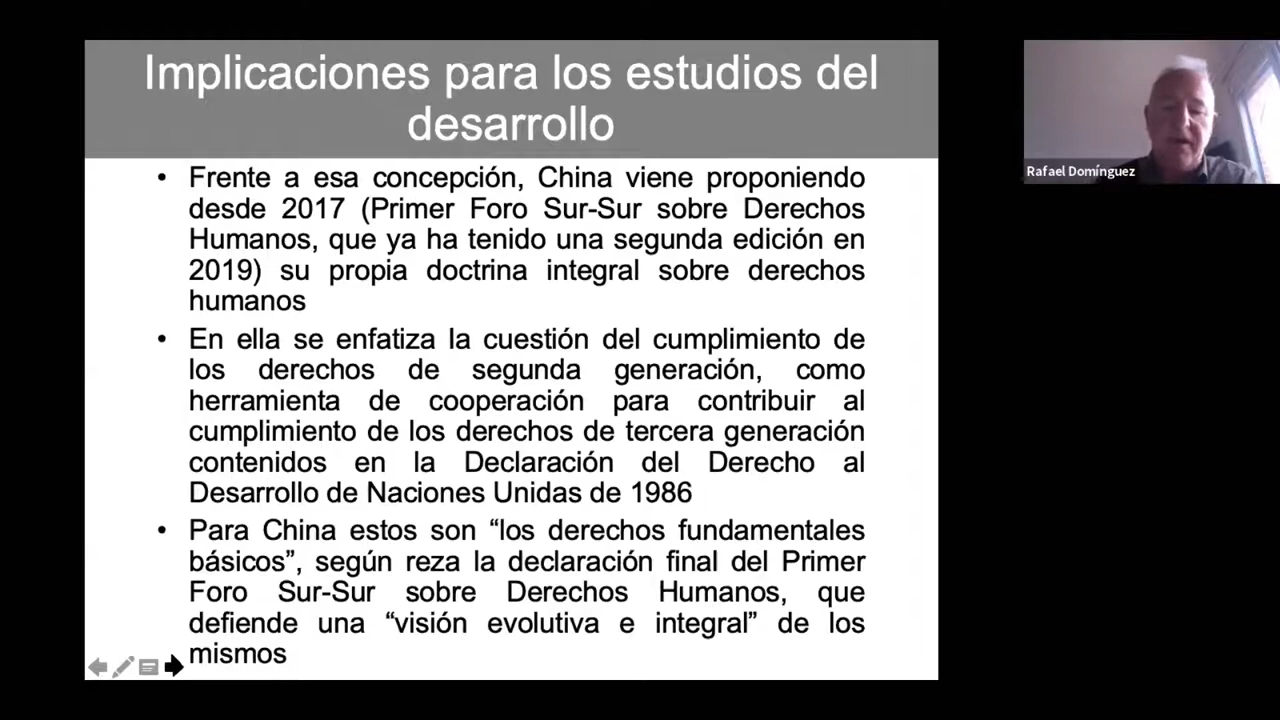 Implicaciones para los estudios del
desarrollo
• Frente a esa concepción, China viene proponiendo
desde 2017 (Primer Foro Sur-Sur sobre Derechos
Humanos, que ya ha tenido una segunda edición en
2019) su propia doctrina integral sobre derechos
humanos
• En ella se enfatiza la cuestión del cumplimiento de
los derechos de segunda generación, como
herramienta de cooperación para contribuir al
cumplimiento de los derechos de tercera generación
contenidos en la Declaración del Derecho al
Desarrollo de Naciones Unidas de 1986
• Para China estos son “los derechos fundamentales
básicos”, según reza la declaración final del Primer
Foro Sur-Sur sobre Derechos Humanos, que
defiende una “visión evolutiva e integral” de los
mismos
Rafael Domínguez